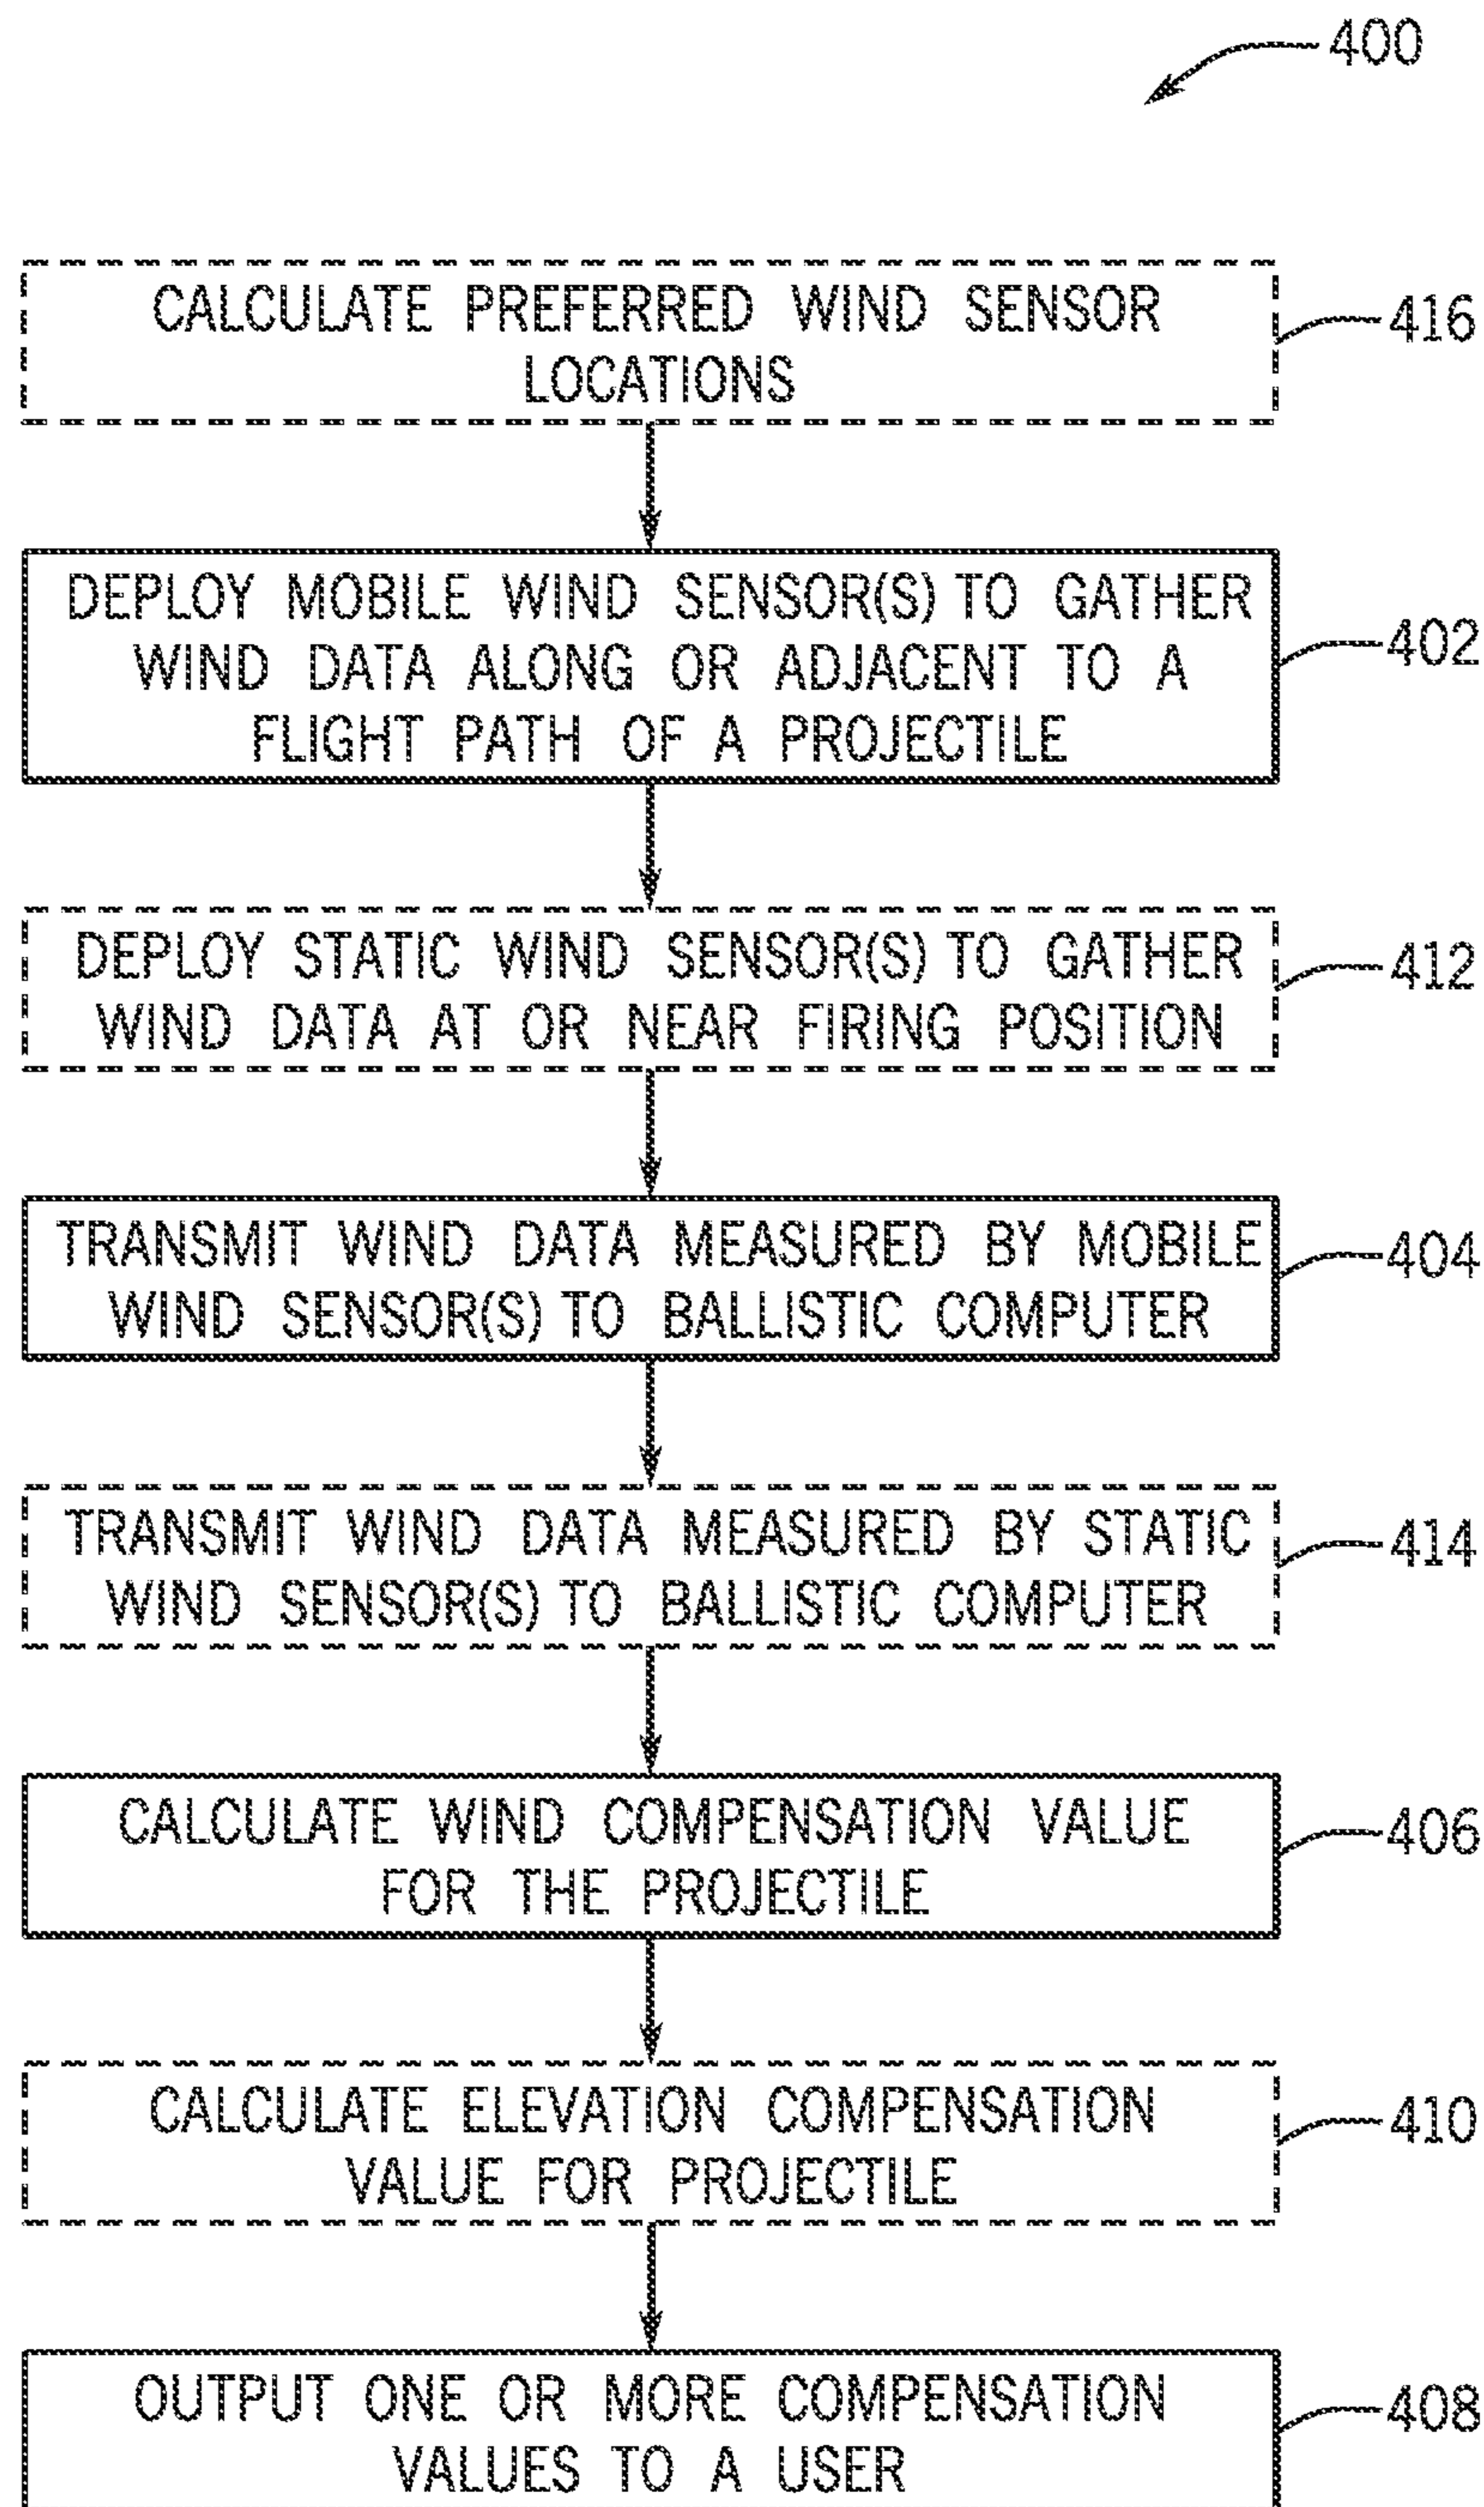 400
CALCULATE PREFERRED WIND SENSOR
LOCATIONS
416
DEPLOY MOBILE WIND SENSOR(S) TO GATHER
WIND DATA ALONG OR ADJACENT TO A
FLIGHT PATH OF A PROJECTILE
402
DEPLOY STATIC WIND SENSOR(S) TO GATHER
WIND DATA AT OR NEAR FIRING POSITION
412
TRANSMIT WIND DATA MEASURED BY MOBILE
WIND SENSOR(S) TO BALLISTIC COMPUTER
404
TRANSMIT WIND DATA MEASURED BY STATIC
WIND SENSOR(S) TO BALLISTIC COMPUTER
414
CALCULATE WIND COMPENSATION VALUE
FOR THE PROJECTILE
406
CALCULATE ELEVATION COMPENSATION
VALUE FOR PROJECTILE
410
OUTPUT ONE OR MORE COMPENSATION
VALUES TO A USER
408